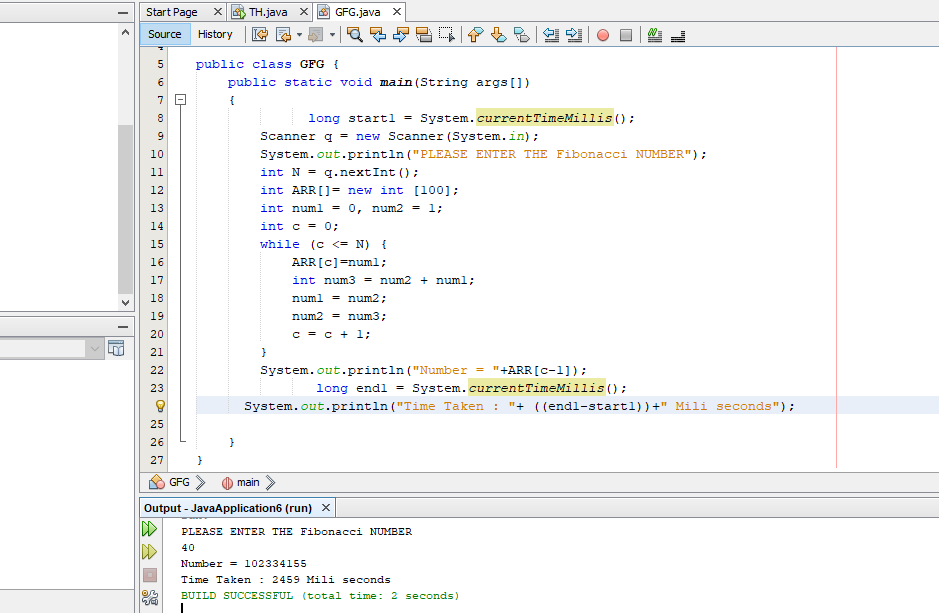 Start Page TH.java GFG.java
Source History
5 public class GFG {
6 public static void main(String args[])
7 {
8 long start1 = System.currentTimeMillis();
9 Scanner q = new Scanner(System.in);
10 System.out.println("PLEASE ENTER THE Fibonacci NUMBER");
11 int N = q.nextInt();
12 int ARR[]= new int [100];
13 int num1 = 0, num2 = 1;
14 int c = 0;
15 while (c <= N) {
16 ARR[c]=num1;
17 int num3 = num2 + num1;
18 num1 = num2;
19 num2 = num3;
20 c = c + 1;
21 }
22 System.out.println("Number = "+ARR[c-1]);
23 long end1 = System.currentTimeMillis();
System.out.println("Time Taken : "+ ((end1-start1))+" Mili seconds");
25
26 }
27 }
GFG main
Output - JavaApplication6 (run)
PLEASE ENTER THE Fibonacci NUMBER
40
Number = 102334155
Time Taken : 2459 Mili seconds
BUILD SUCCESSFUL (total time: 2 seconds)